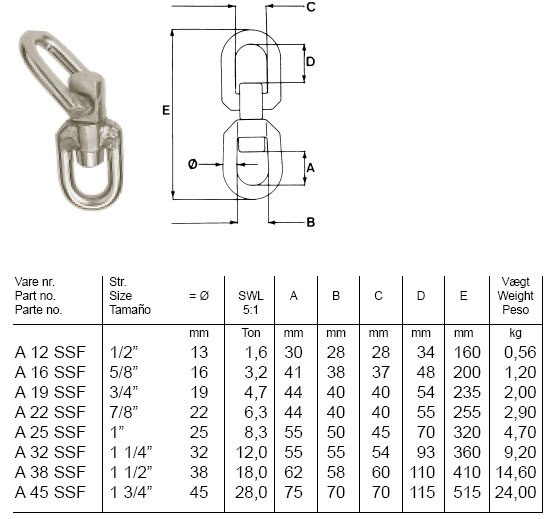 C
D
E
Ø
A
B
Vare nr. Str. Vægt
Part no. Size = Ø SWL A B C D E Weight
Parte no. Tamaño 5:1 Peso
mm Ton mm mm mm mm mm kg
A 12 SSF 1/2” 13 1,6 30 28 28 34 160 0,56
A 16 SSF 5/8” 16 3,2 41 38 37 48 200 1,20
A 19 SSF 3/4” 19 4,7 44 40 40 54 235 2,00
A 22 SSF 7/8” 22 6,3 44 40 40 55 255 2,90
A 25 SSF 1” 25 8,3 55 50 45 70 320 4,70
A 32 SSF 1 1/4” 32 12,0 55 55 54 93 360 9,20
A 38 SSF 1 1/2” 38 18,0 62 58 60 110 410 14,60
A 45 SSF 1 3/4” 45 28,0 75 70 70 115 515 24,00